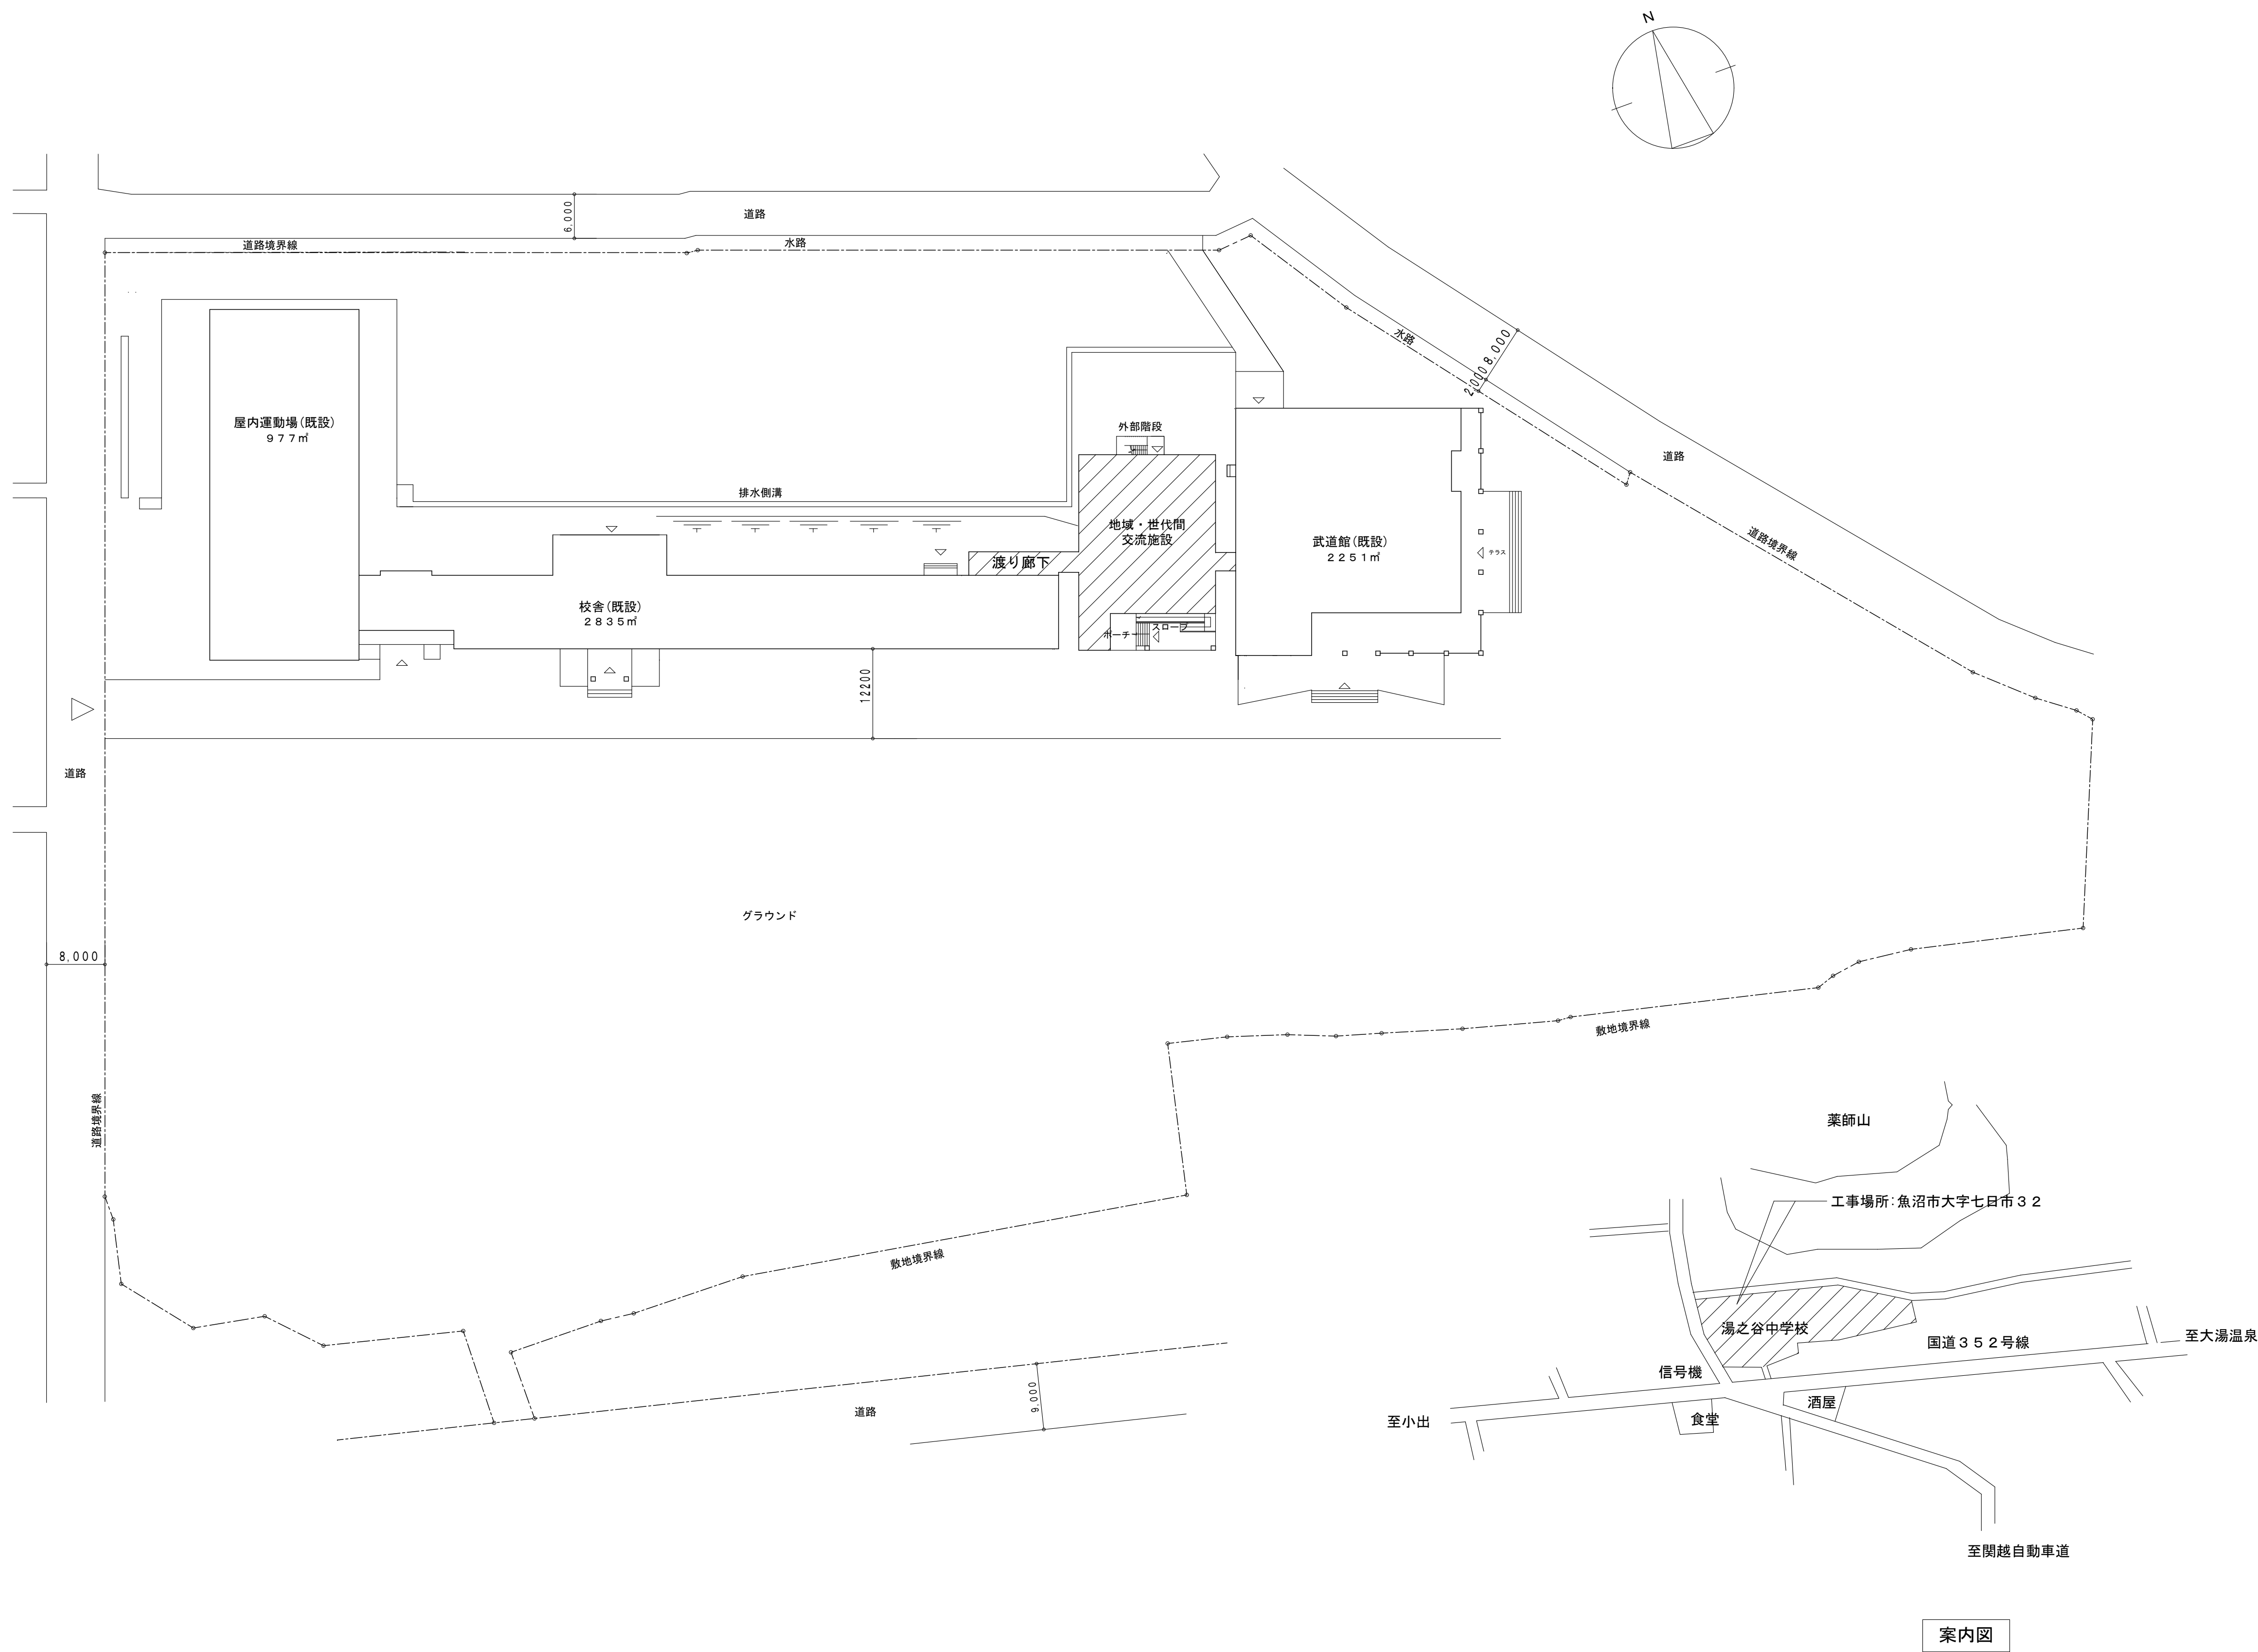 N
6,000
道路
道路境界線
水路
水路
2,000
8,000
道路
道路境界線
屋内運動場(既設)
977㎡
外部階段
排水側溝
地域・世代間
交流施設
渡り廊下
武道館(既設)
2251㎡
テラス
校舎(既設)
2835㎡
ポーチ
スロープ
12200
道路
グラウンド
8,000
道路境界線
敷地境界線
敷地境界線
道路
9,000
薬師山
工事場所:魚沼市大字七日市32
湯之谷中学校
国道352号線
至大湯温泉
信号機
酒屋
食堂
至小出
至関越自動車道
案内図